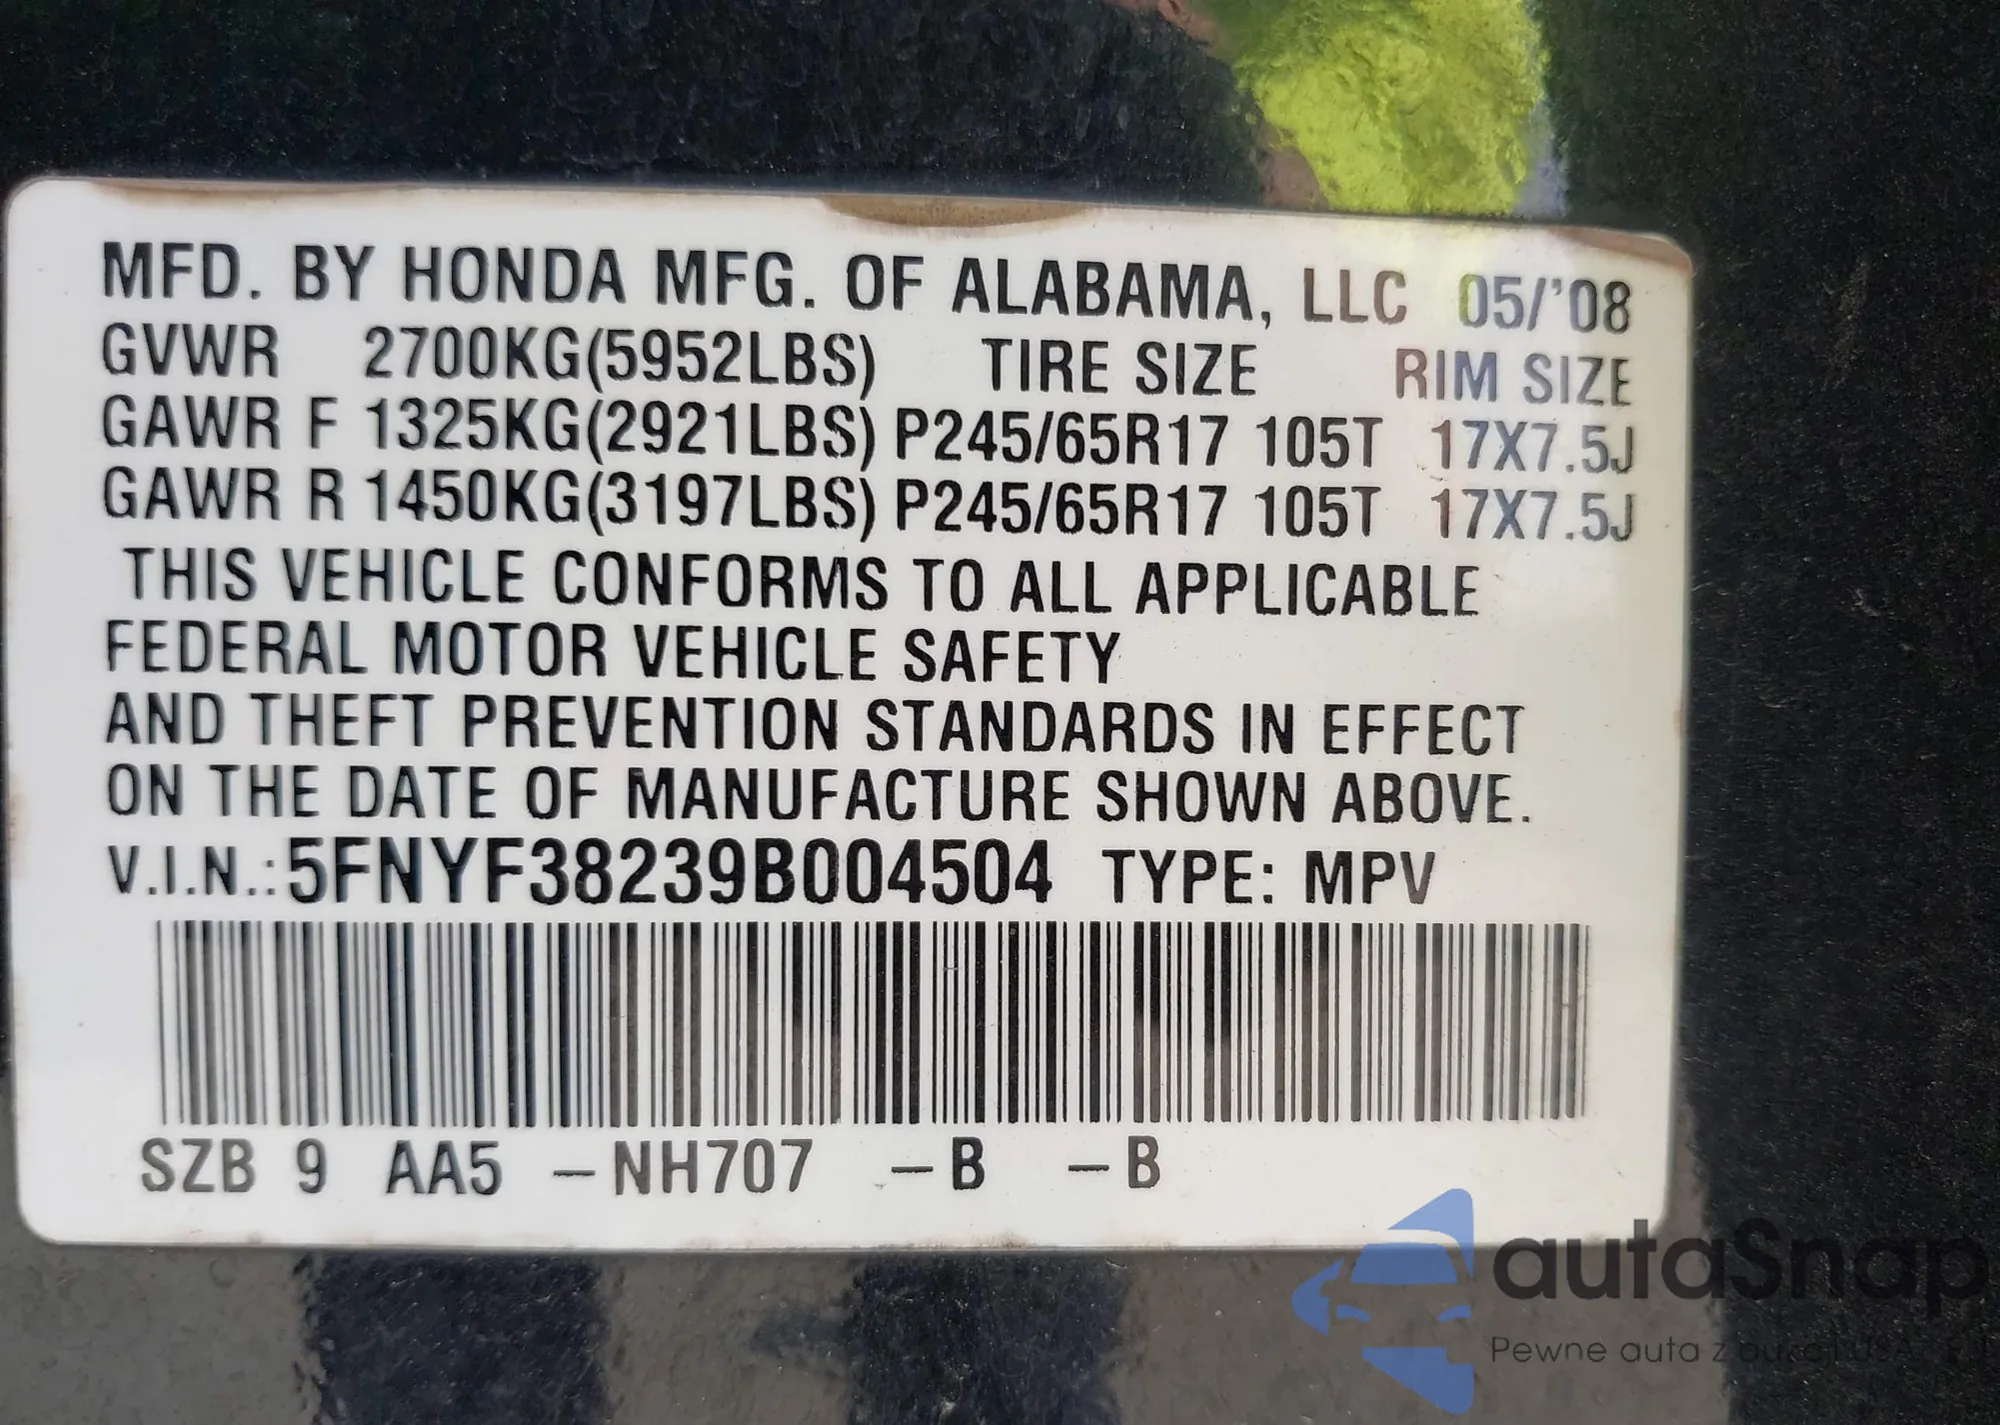 MFD. BY HONDA MFG. OF ALABAMA, LLC 05/'08
GVWR 2700KG(5952LBS) TIRE SIZE RIM SIZE
GAWR F 1325KG(2921LBS) P245/65R17 105T 17X7.5J
GAWR R 1450KG(3197LBS) P245/65R17 105T 17X7.5J
THIS VEHICLE CONFORMS TO ALL APPLICABLE
FEDERAL MOTOR VEHICLE SAFETY
AND THEFT PREVENTION STANDARDS IN EFFECT
ON THE DATE OF MANUFACTURE SHOWN ABOVE.
V.I.N.:5FNYF38239B004504 TYPE: MPV
SZB 9 AA5 –NH707 –B –B
autaSnap
Pewne auta z